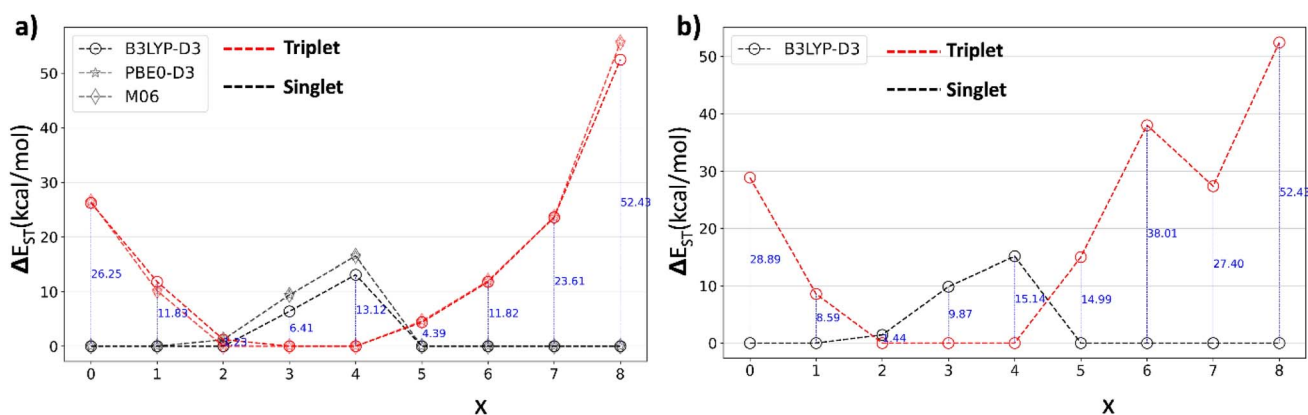 a)
B3LYP-D3
PBE0-D3
M06
Triplet
Singlet
ΔE_ST(kcal/mol)
50
40
30
20
10
0
26.25
11.83
6.41
13.12
4.39
11.82
23.61
52.43
0 1 2 3 4 5 6 7 8
X
b)
B3LYP-D3
Triplet
Singlet
ΔE_ST(kcal/mol)
50
40
30
20
10
0
28.89
8.59
1.44
9.87
15.14
14.99
38.01
27.40
52.43
0 1 2 3 4 5 6 7 8
X